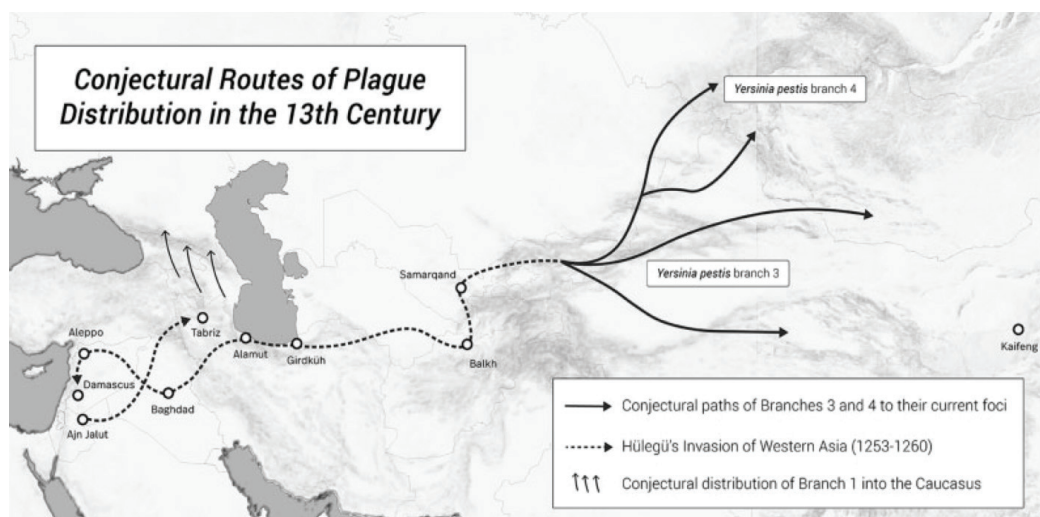 Conjectural Routes of Plague
Distribution in the 13th Century
Yersinia pestis branch 4
Yersinia pestis branch 3
Samarqand
Tabriz
Aleppo
Alamut
Girdkūh
Balkh
Kaifeng
Damascus
Baghdad
Ajn Jalut
Conjectural paths of Branches 3 and 4 to their current foci
Hülegü's Invasion of Western Asia (1253-1260)
Conjectural distribution of Branch 1 into the Caucasus